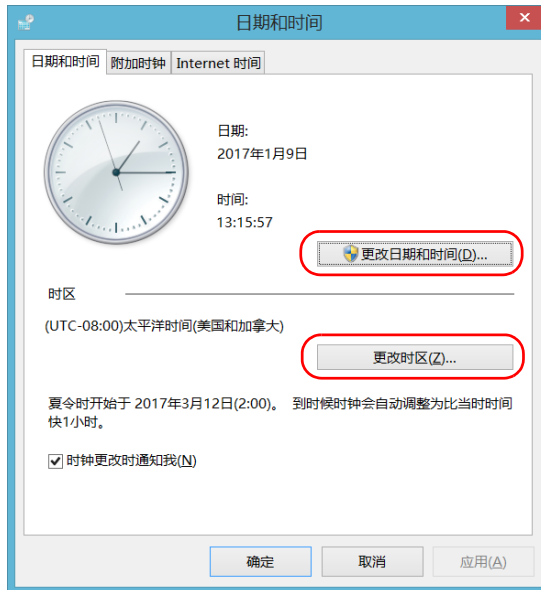 日期和时间
日期和时间 附加时钟 Internet 时间
日期:
2017年1月9日
时间:
13:15:57
更改日期和时间(D)...
时区
(UTC-08:00)太平洋时间(美国和加拿大)
更改时区(Z)...
夏令时开始于 2017年3月12日(2:00)。 到时候时钟会自动调整为比当时时间
快1小时。
时钟更改时通知我(N)
确定 取消 应用(A)